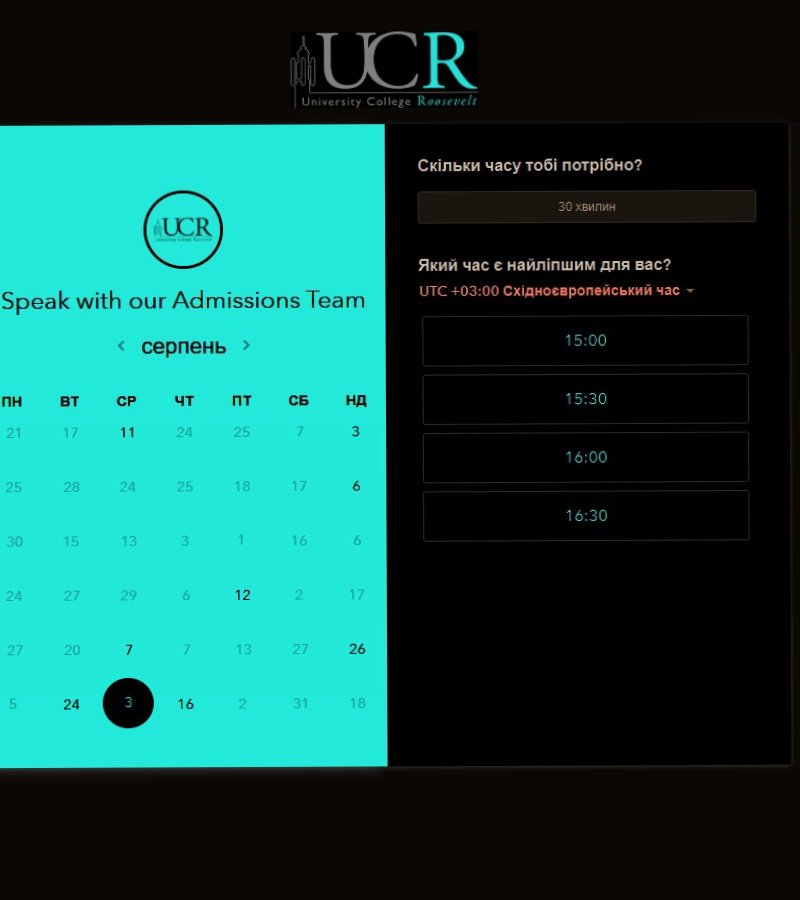 UCR
University College Roosevelt
UCR
Speak with our Admissions Team
серпень
ПН ВТ СР ЧТ ПТ СБ НД
21 17 11 24 25 7 3
25 28 24 25 18 17 6
30 15 13 3 1 16 6
24 27 29 6 12 2 17
27 20 7 7 13 27 26
5 24 3 16 2 31 18
Скільки часу тобі потрібно?
30 хвилин
Який час є найліпшим для вас?
UTC +03:00 Східноєвропейський час
15:00
15:30
16:00
16:30